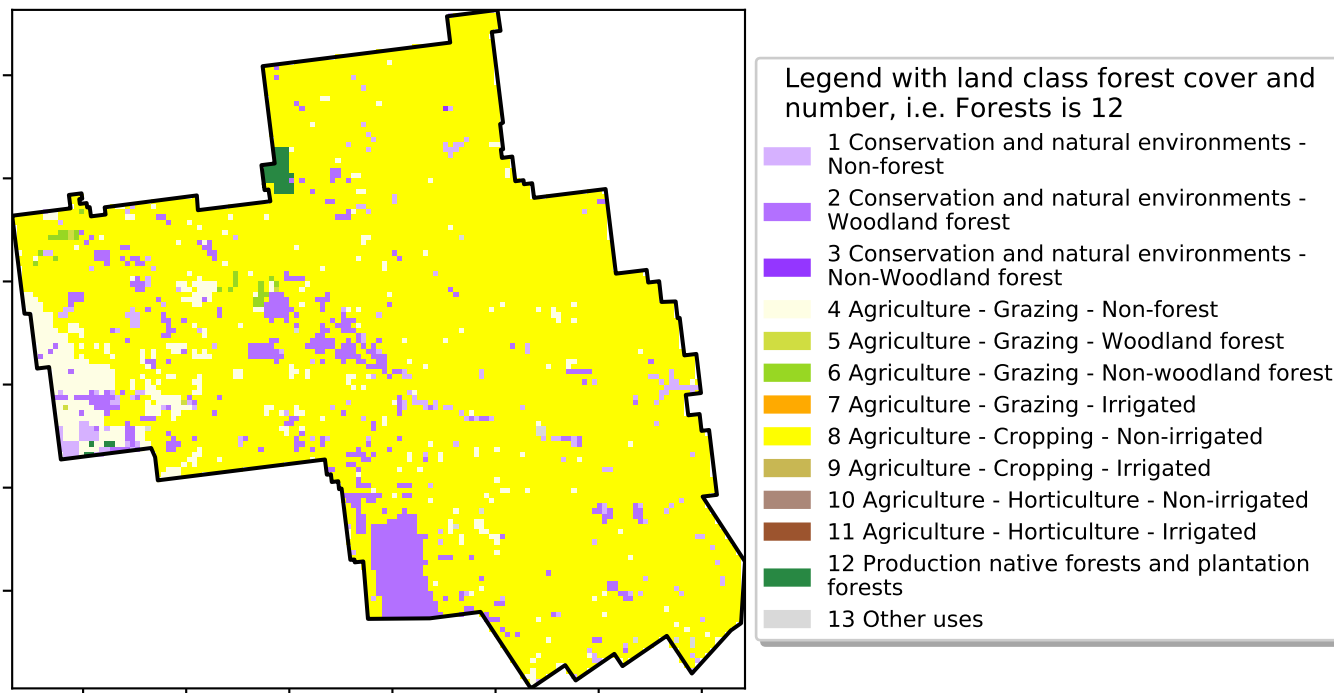 Legend with land class forest cover and
number, i.e. Forests is 12
1 Conservation and natural environments -
Non-forest
2 Conservation and natural environments -
Woodland forest
3 Conservation and natural environments -
Non-Woodland forest
4 Agriculture - Grazing - Non-forest
5 Agriculture - Grazing - Woodland forest
6 Agriculture - Grazing - Non-woodland forest
7 Agriculture - Grazing - Irrigated
8 Agriculture - Cropping - Non-irrigated
9 Agriculture - Cropping - Irrigated
10 Agriculture - Horticulture - Non-irrigated
11 Agriculture - Horticulture - Irrigated
12 Production native forests and plantation
forests
13 Other uses